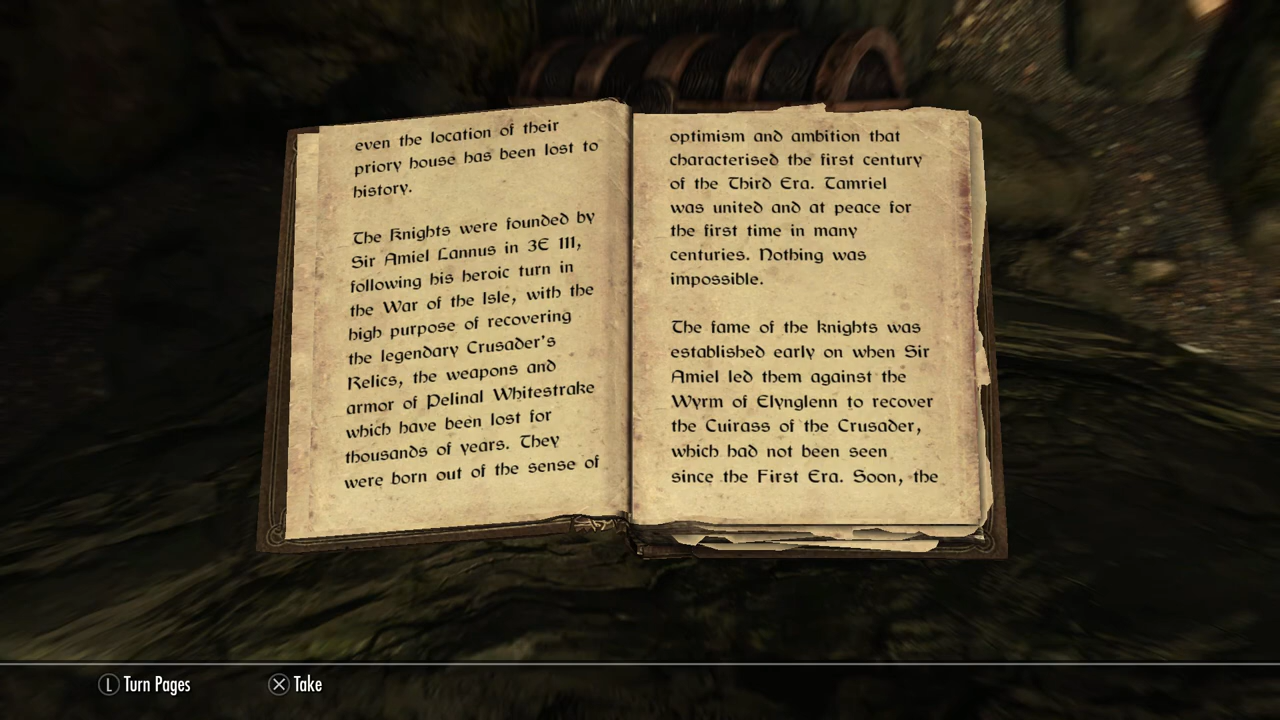 even the location of their
priory house has been lost to
history.
The Knights were founded by
Sir Amiel Lannus in 3E 111,
following his heroic turn in
the War of the Isle, with the
high purpose of recovering
the legendary Crusader's
Relics, the weapons and
armor of Pelinal Whitestrake
which have been lost for
thousands of years. They
were born out of the sense of
optimism and ambition that
characterised the first century
of the Third Era. Tamriel
was united and at peace for
the first time in many
centuries. Nothing was
impossible.
The fame of the knights was
established early on when Sir
Amiel led them against the
Wyrm of Elynglenn to recover
the Cuirass of the Crusader,
which had not been seen
since the First Era. Soon, the
L Turn Pages
X Take